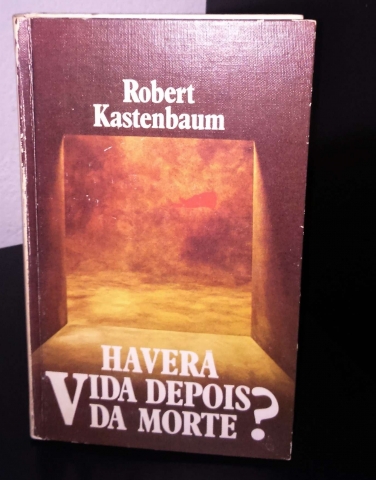 Robert
Kastenbaum
HAVERA
VIDA DEPOIS
DA MORTE?